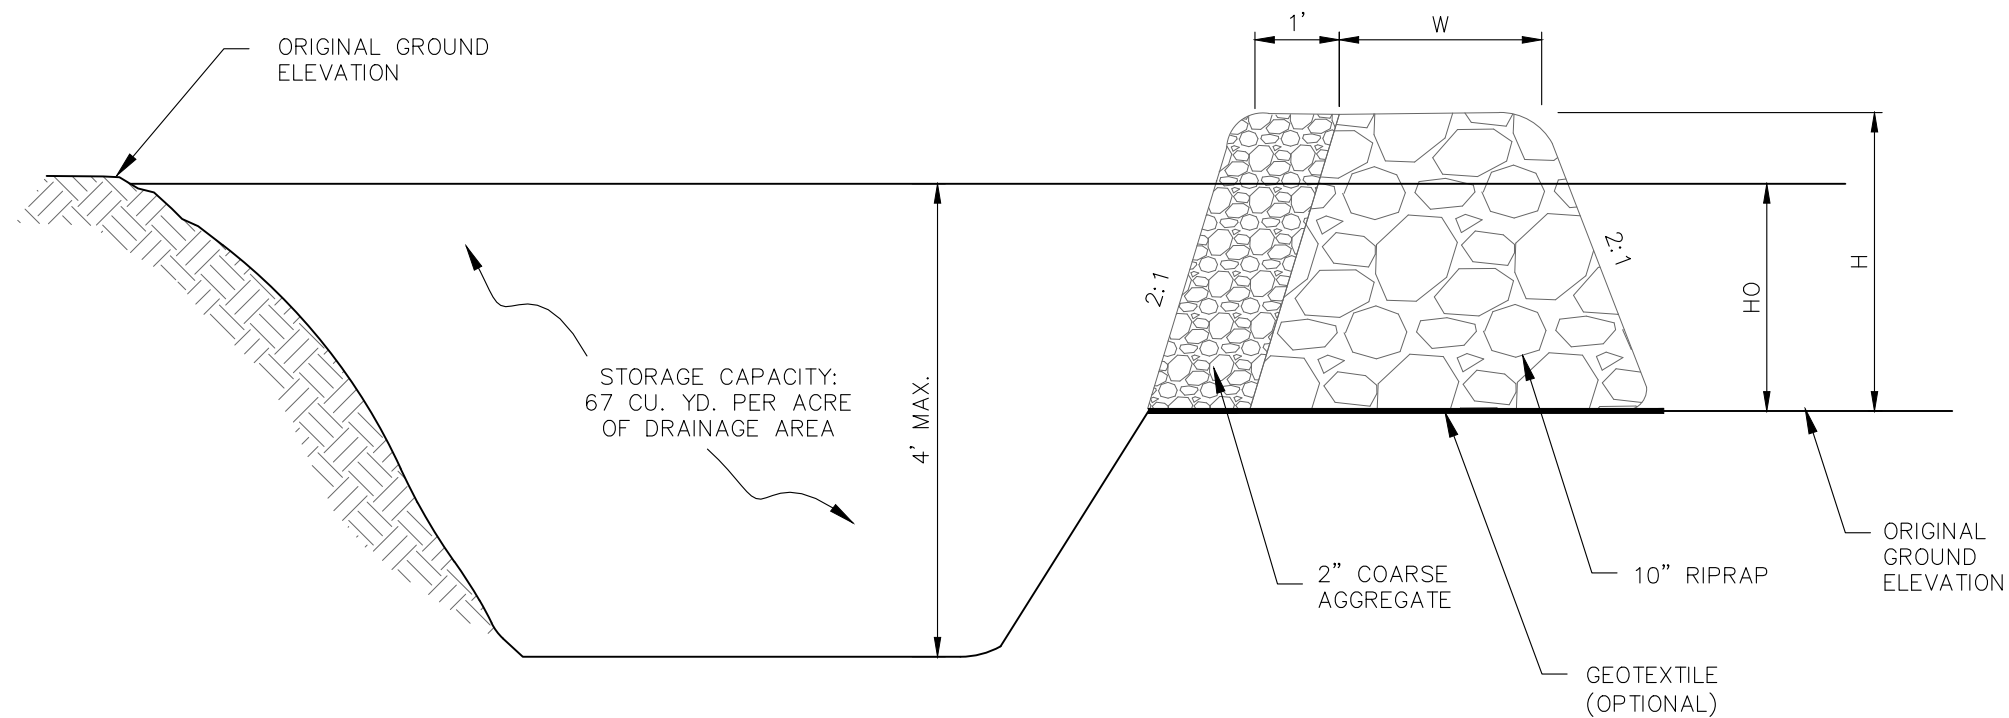 1'
W
ORIGINAL GROUND
ELEVATION
2:1
2:1
H
HO
STORAGE CAPACITY:
67 CU. YD. PER ACRE
OF DRAINAGE AREA
4' MAX.
ORIGINAL
GROUND
ELEVATION
2" COARSE
AGGREGATE
10" RIPRAP
GEOTEXTILE
(OPTIONAL)